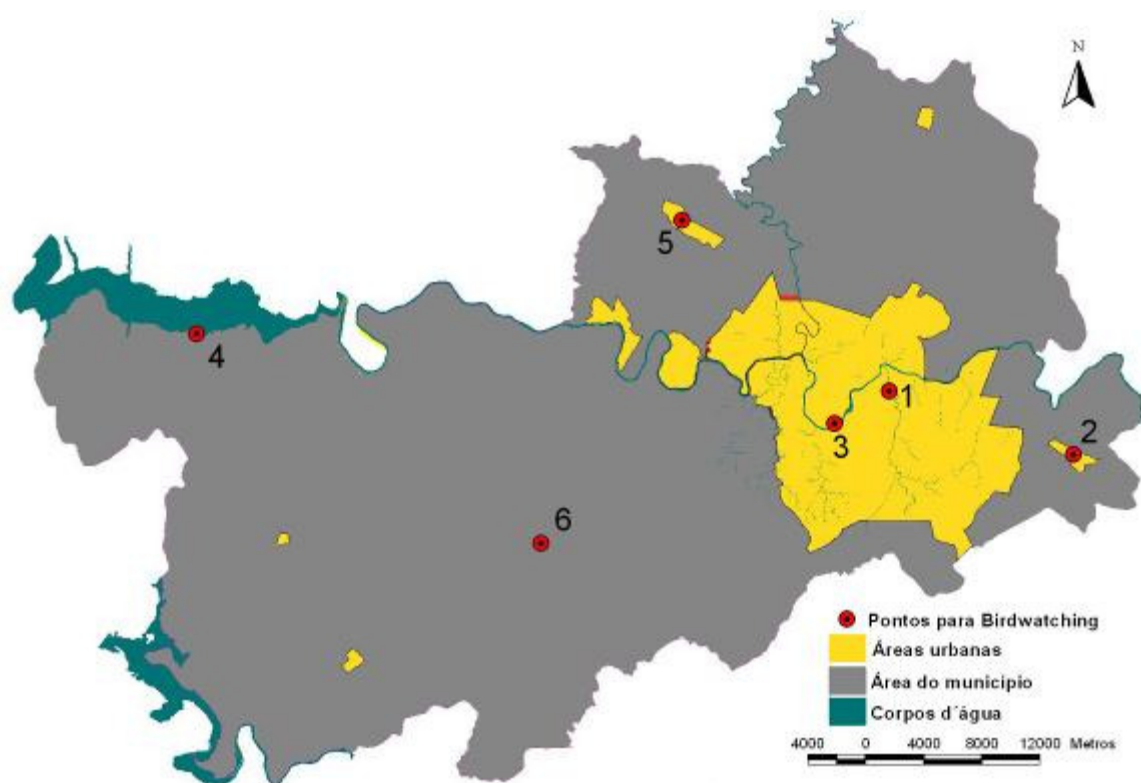 N
5
4
1
3
2
6
Pontos para Birdwatching
Áreas urbanas
Área do município
Corpos d´água
4000 0 4000 8000 12000 Metros